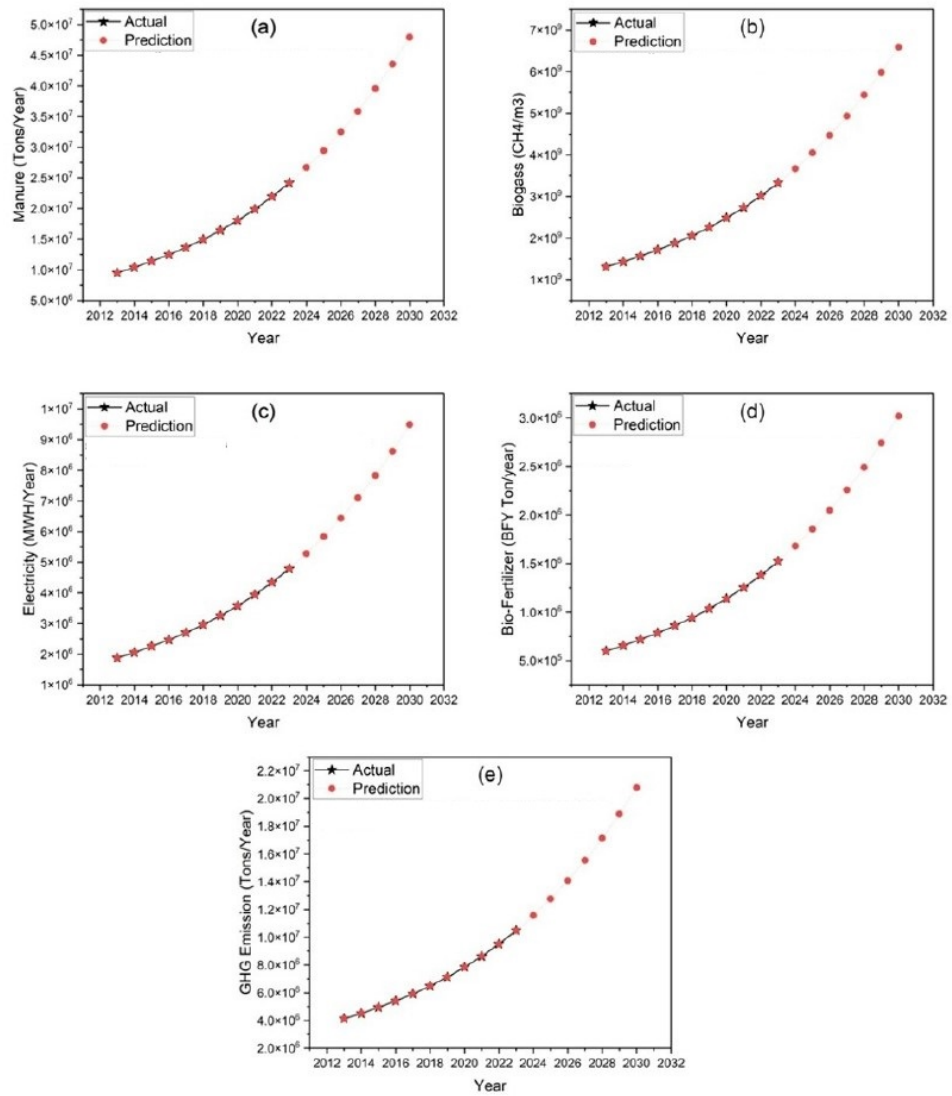 Actual
Prediction
(a)
5.0×10⁷
4.5×10⁷
4.0×10⁷
3.5×10⁷
3.0×10⁷
2.5×10⁷
2.0×10⁷
1.5×10⁷
1.0×10⁷
5.0×10⁶
Manure (Tons/Year)
2012 2014 2016 2018 2020 2022 2024 2026 2028 2030 2032
Year
Actual
Prediction
(b)
7×10⁹
6×10⁹
5×10⁹
4×10⁹
3×10⁹
2×10⁹
1×10⁹
Biogass (CH4/m3)
2012 2014 2016 2018 2020 2022 2024 2026 2028 2030 2032
Year
Actual
Prediction
(c)
1×10⁷
9×10⁶
8×10⁶
7×10⁶
6×10⁶
5×10⁶
4×10⁶
3×10⁶
2×10⁶
1×10⁶
Electricity (MWH/Year)
2012 2014 2016 2018 2020 2022 2024 2026 2028 2030 2032
Year
Actual
Prediction
(d)
3.0×10⁶
2.5×10⁶
2.0×10⁶
1.5×10⁶
1.0×10⁶
5.0×10⁵
Bio-Fertilizer (BFY Ton/year)
2012 2014 2016 2018 2020 2022 2024 2026 2028 2030 2032
Year
Actual
Prediction
(e)
2.2×10⁷
2.0×10⁷
1.8×10⁷
1.6×10⁷
1.4×10⁷
1.2×10⁷
1.0×10⁷
8.0×10⁶
6.0×10⁶
4.0×10⁶
2.0×10⁶
GHG Emission (Tons/Year)
2012 2014 2016 2018 2020 2022 2024 2026 2028 2030 2032
Year